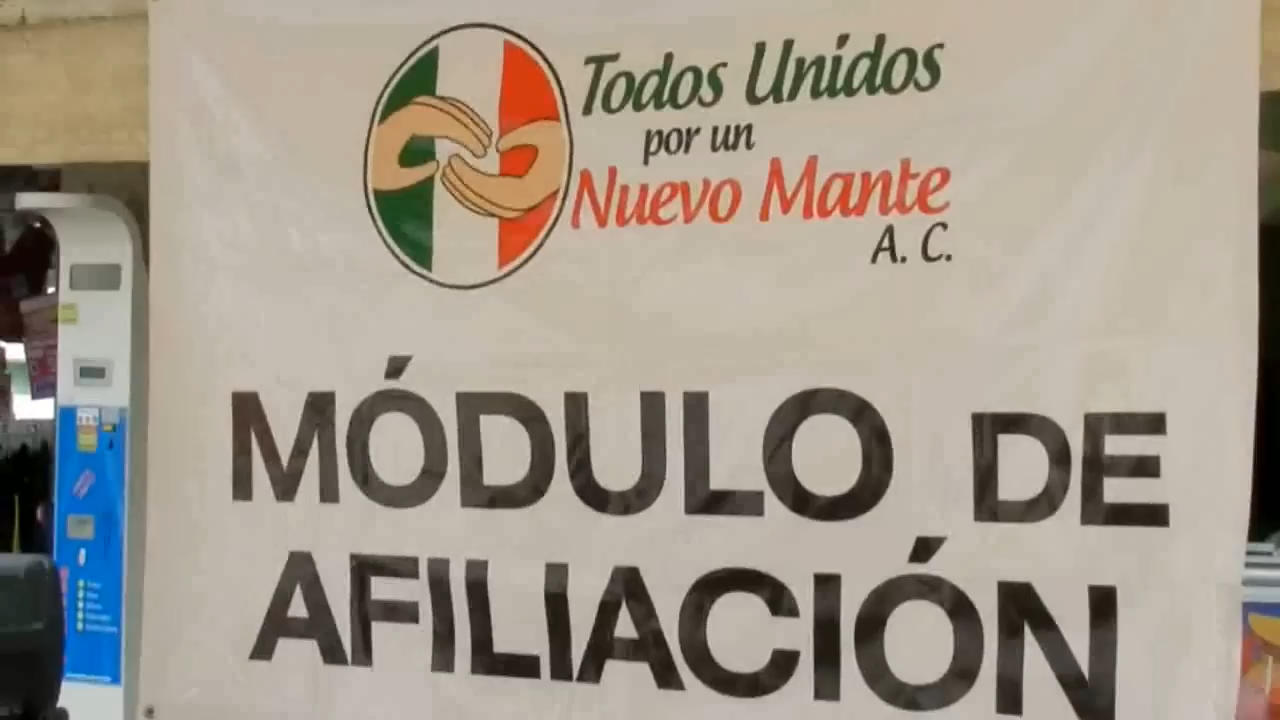 Todos Unidos
por un
Nuevo Mante
A. C.
MÓDULO DE
AFILIACIÓN